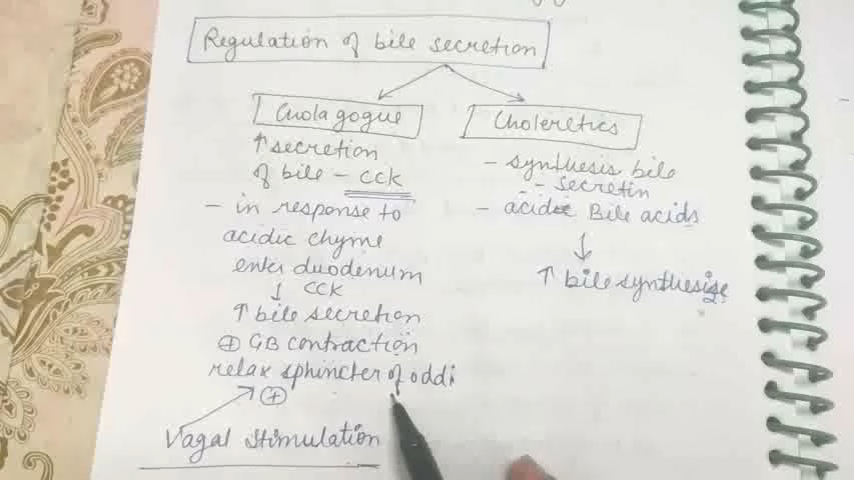 Regulation of bile secretion
Cholagogue
↑ secretion
of bile - CCK
- in response to
acidic chyme
enter duodenum
↓ CCK
↑ bile secretion
⊕ GB contraction
relax sphincter of oddi
⊕
Vagal Stimulation
Choleretics
- synthesis bile
- secretin
- acidic Bile acids
↓
↑ bile synthesise